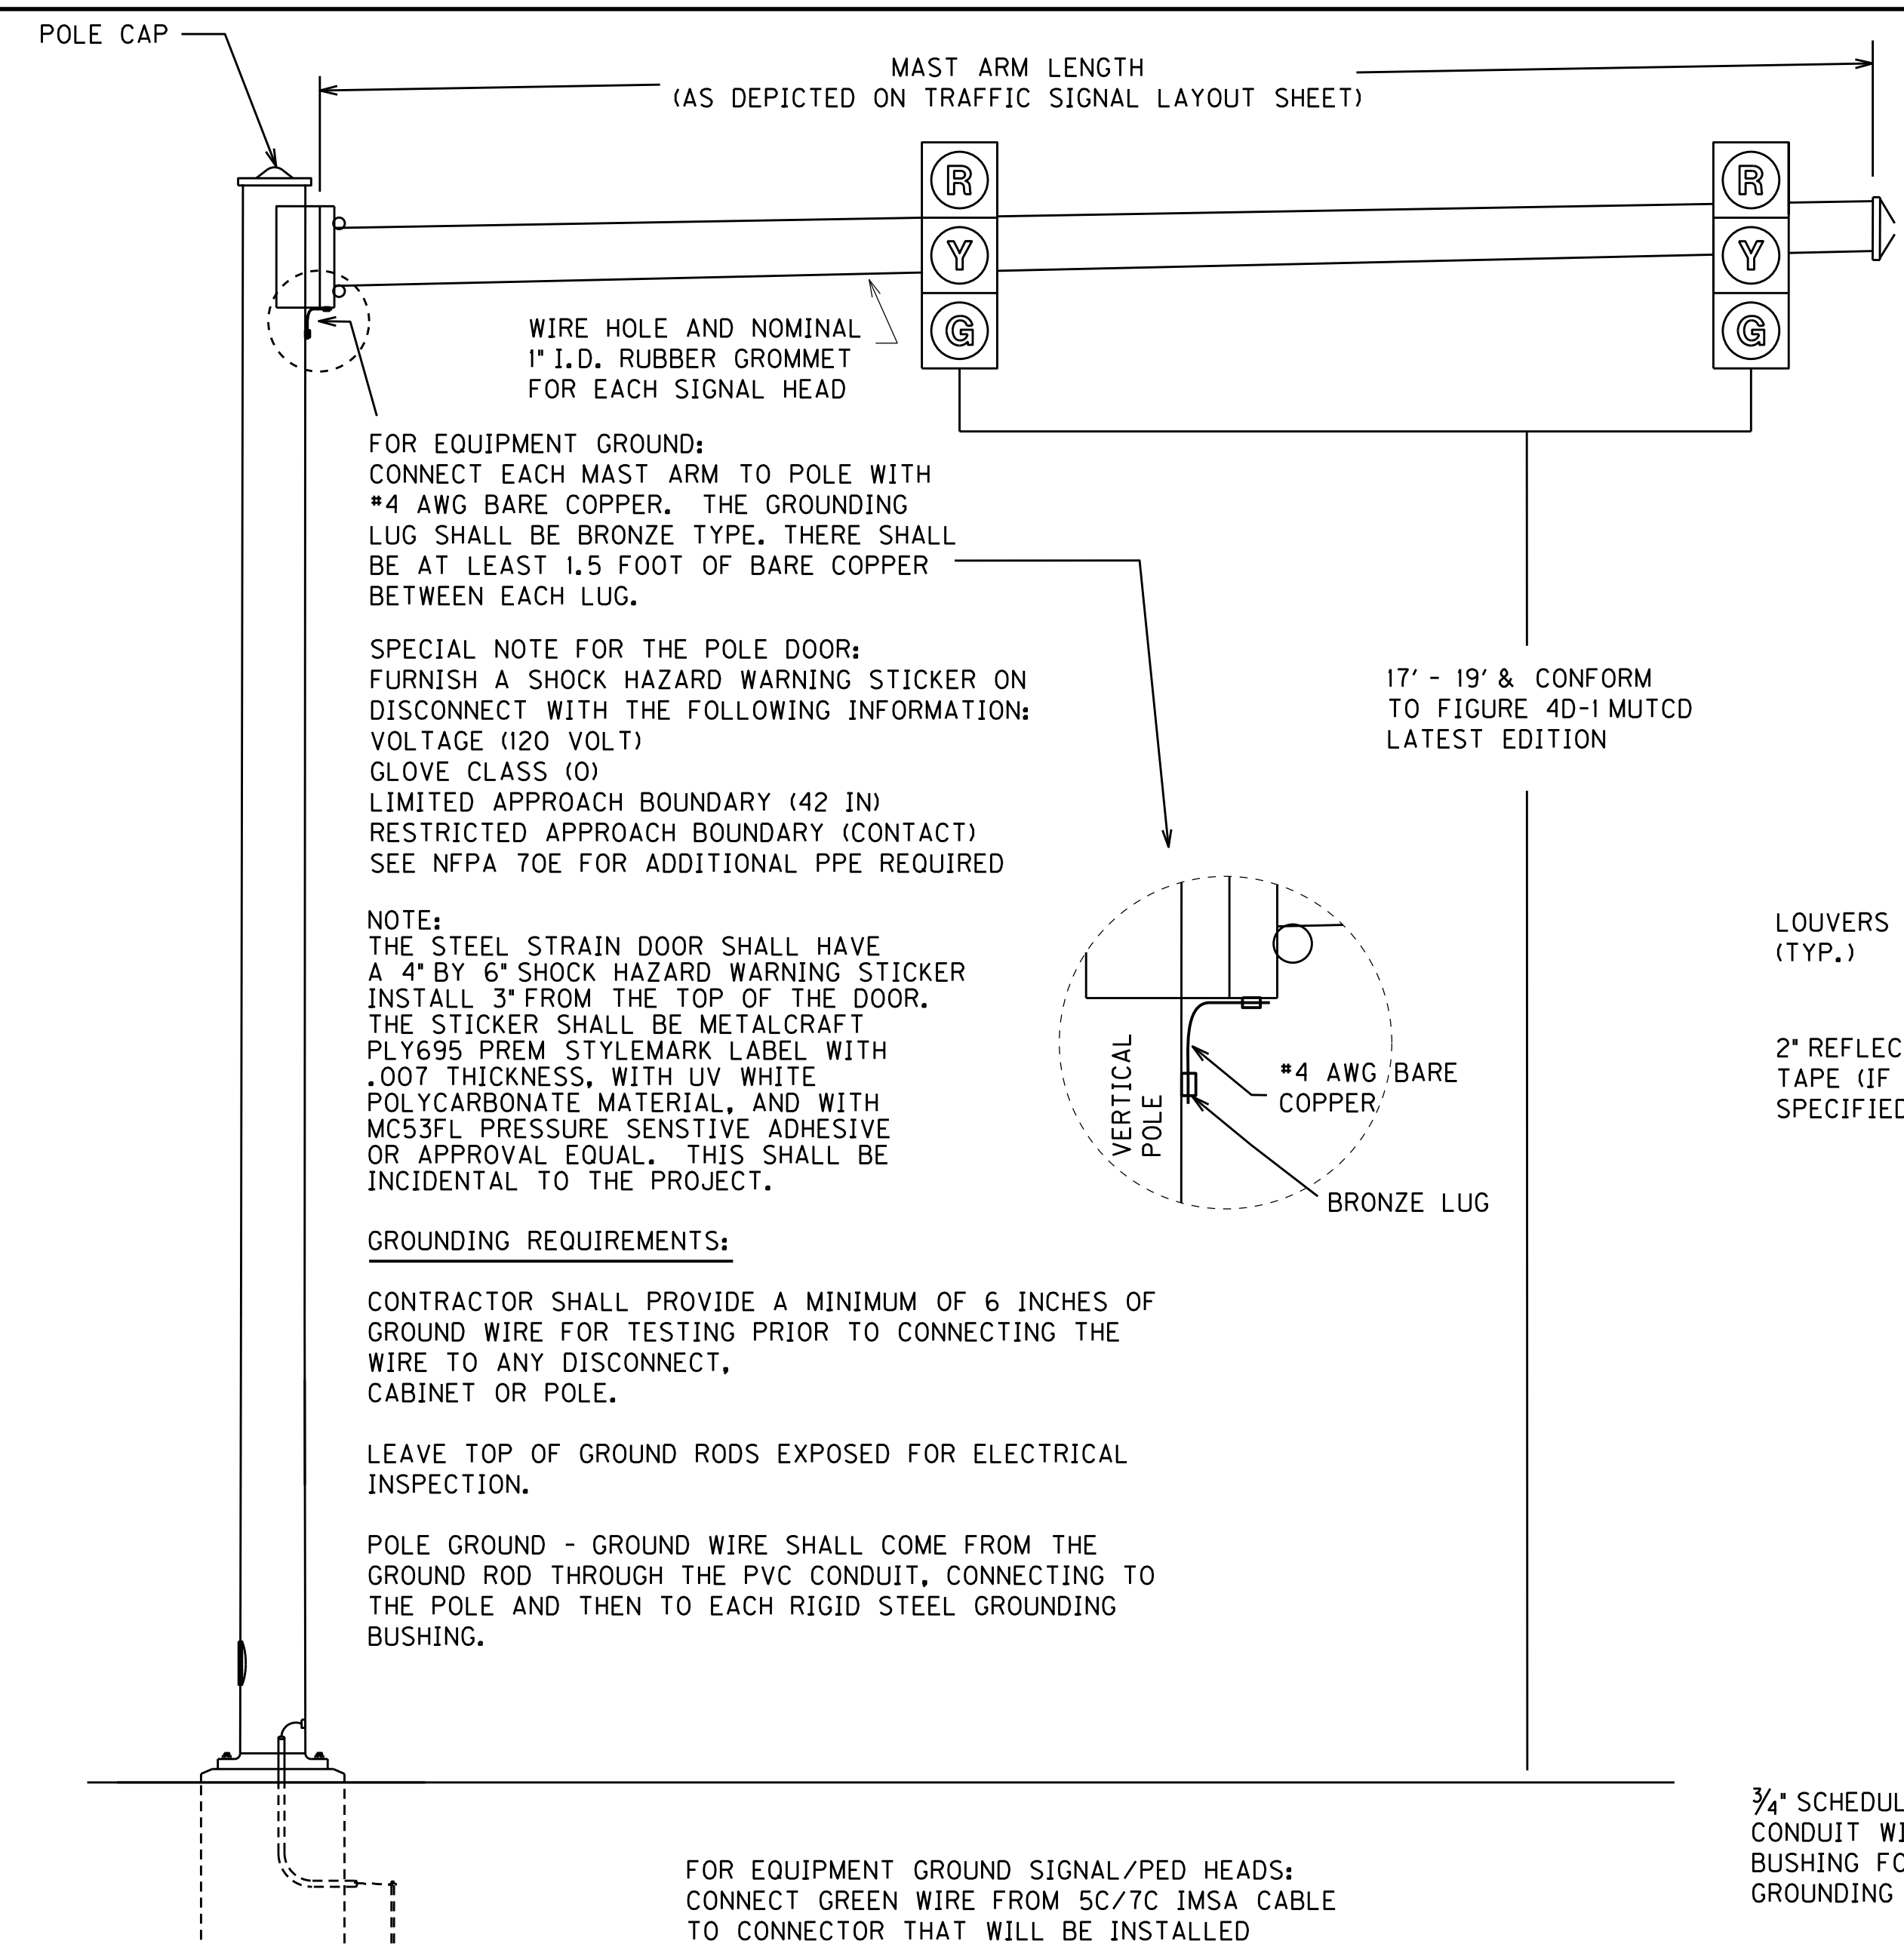 POLE CAP
MAST ARM LENGTH
(AS DEPICTED ON TRAFFIC SIGNAL LAYOUT SHEET)
R
Y
G
R
Y
G
WIRE HOLE AND NOMINAL
1" I.D. RUBBER GROMMET
FOR EACH SIGNAL HEAD
FOR EQUIPMENT GROUND:
CONNECT EACH MAST ARM TO POLE WITH
#4 AWG BARE COPPER. THE GROUNDING
LUG SHALL BE BRONZE TYPE. THERE SHALL
BE AT LEAST 1.5 FOOT OF BARE COPPER
BETWEEN EACH LUG.
SPECIAL NOTE FOR THE POLE DOOR:
FURNISH A SHOCK HAZARD WARNING STICKER ON
DISCONNECT WITH THE FOLLOWING INFORMATION:
VOLTAGE (120 VOLT)
GLOVE CLASS (0)
LIMITED APPROACH BOUNDARY (42 IN)
RESTRICTED APPROACH BOUNDARY (CONTACT)
SEE NFPA 70E FOR ADDITIONAL PPE REQUIRED
17' - 19' & CONFORM
TO FIGURE 4D-1 MUTCD
LATEST EDITION
NOTE:
THE STEEL STRAIN DOOR SHALL HAVE
A 4" BY 6" SHOCK HAZARD WARNING STICKER
INSTALL 3" FROM THE TOP OF THE DOOR.
THE STICKER SHALL BE METALCRAFT
PLY695 PREM STYLEMARK LABEL WITH
.007 THICKNESS, WITH UV WHITE
POLYCARBONATE MATERIAL, AND WITH
MC53FL PRESSURE SENSTIVE ADHESIVE
OR APPROVAL EQUAL. THIS SHALL BE
INCIDENTAL TO THE PROJECT.
VERTICAL
POLE
#4 AWG BARE
COPPER
BRONZE LUG
LOUVERS
(TYP.)
2" REFLEC
TAPE (IF
SPECIFIED
GROUNDING REQUIREMENTS:
CONTRACTOR SHALL PROVIDE A MINIMUM OF 6 INCHES OF
GROUND WIRE FOR TESTING PRIOR TO CONNECTING THE
WIRE TO ANY DISCONNECT,
CABINET OR POLE.
LEAVE TOP OF GROUND RODS EXPOSED FOR ELECTRICAL
INSPECTION.
POLE GROUND - GROUND WIRE SHALL COME FROM THE
GROUND ROD THROUGH THE PVC CONDUIT, CONNECTING TO
THE POLE AND THEN TO EACH RIGID STEEL GROUNDING
BUSHING.
FOR EQUIPMENT GROUND SIGNAL/PED HEADS:
CONNECT GREEN WIRE FROM 5C/7C IMSA CABLE
TO CONNECTOR THAT WILL BE INSTALLED
3/4" SCHEDUL
CONDUIT WI
BUSHING FO
GROUNDING